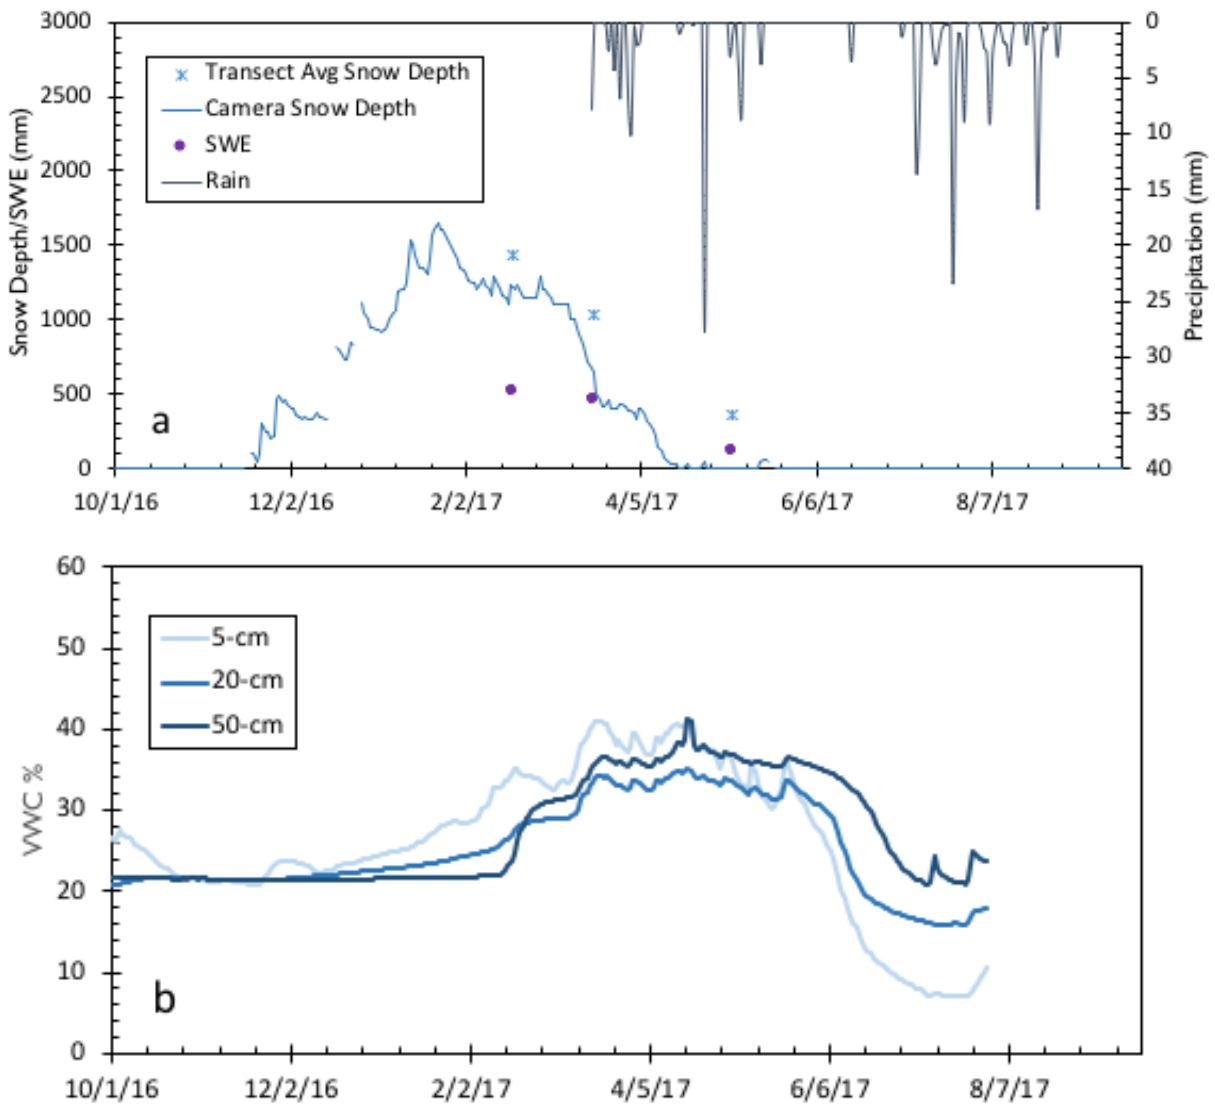 3000
2500
2000
1500
1000
500
0
Snow Depth/SWE (mm)
Transect Avg Snow Depth
Camera Snow Depth
SWE
Rain
a
0
5
10
15
20
25
30
35
40
Precipitation (mm)
10/1/16 12/2/16 2/2/17 4/5/17 6/6/17 8/7/17
60
50
40
30
20
10
0
VWC %
5-cm
20-cm
50-cm
b
10/1/16 12/2/16 2/2/17 4/5/17 6/6/17 8/7/17